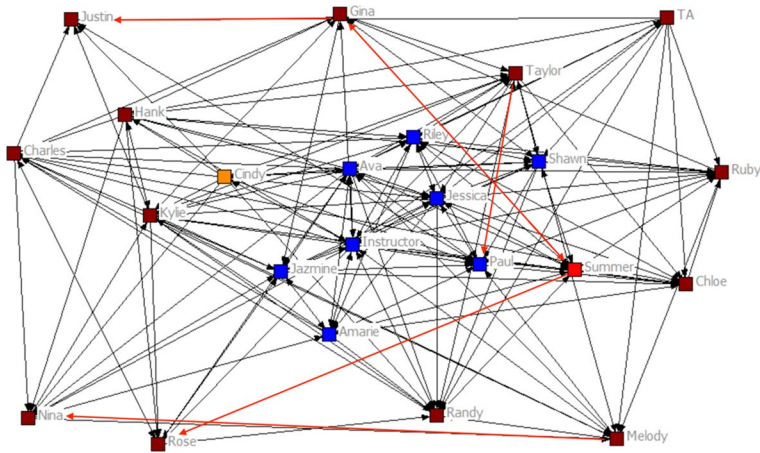 Justin
Gina
TA
Taylor
Hank
Riley
Charles
Shawn
Ava
Cindy
Ruby
Jessica
Kylie
Instructor
Paul
Jazmine
Summer
Chloe
Amarie
Nina
Randy
Rose
Melody